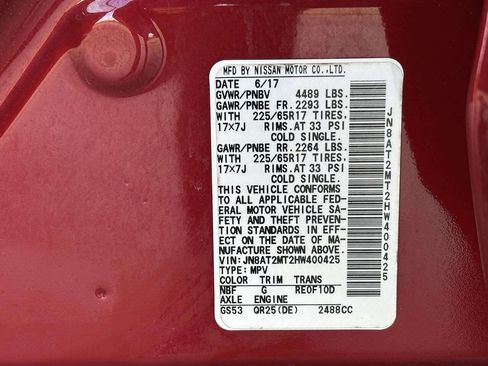 MFD BY NISSAN MOTOR CO.,LTD.
DATE 6/17
GVWR/PNBV 4489 LBS.
GAWR/PNBE FR. 2293 LBS.
WITH 225/65R17 TIRES,
17X7J RIMS.AT 33 PSI
COLD SINGLE.
GAWR/PNBE RR. 2264 LBS.
WITH 225/65R17 TIRES,
17X7J RIMS.AT 33 PSI
COLD SINGLE.
THIS VEHICLE CONFORMS
TO ALL APPLICABLE FED-
ERAL MOTOR VEHICLE SA-
FETY AND THEFT PREVEN-
TION STANDARDS IN EFF-
ECT ON THE DATE OF MA-
NUFACTURE SHOWN ABOVE.
VIN: JN8AT2MT2HW400425
TYPE: MPV
COLOR TRIM TRANS
NBF G RE0F10D
AXLE ENGINE
GS53 QR25(DE) 2488CC
JN8AT2MT2HW400425